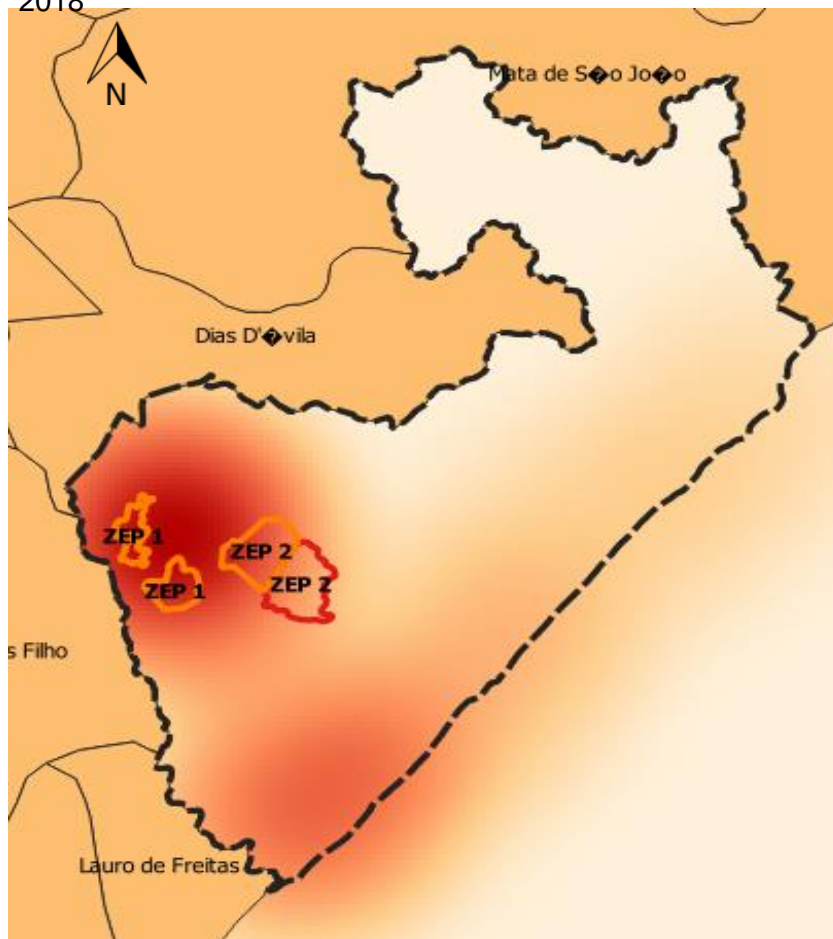 2018
N
Mata de S�o Jo�o
Dias D'�vila
ZEP 1
ZEP 2
ZEP 2
ZEP 1
s Filho
Lauro de Freitas